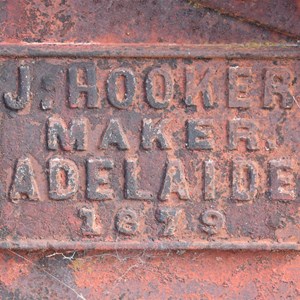 J. HOOKER
MAKER.
ADELAIDE
1879